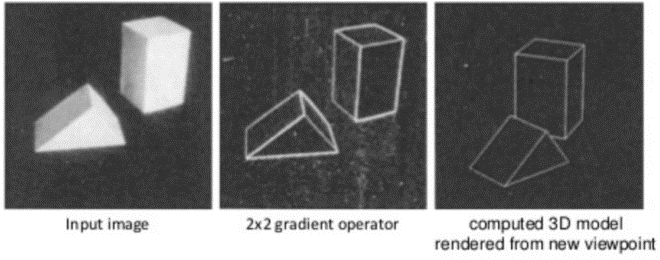 Input image
2x2 gradient operator
computed 3D model
rendered from new viewpoint